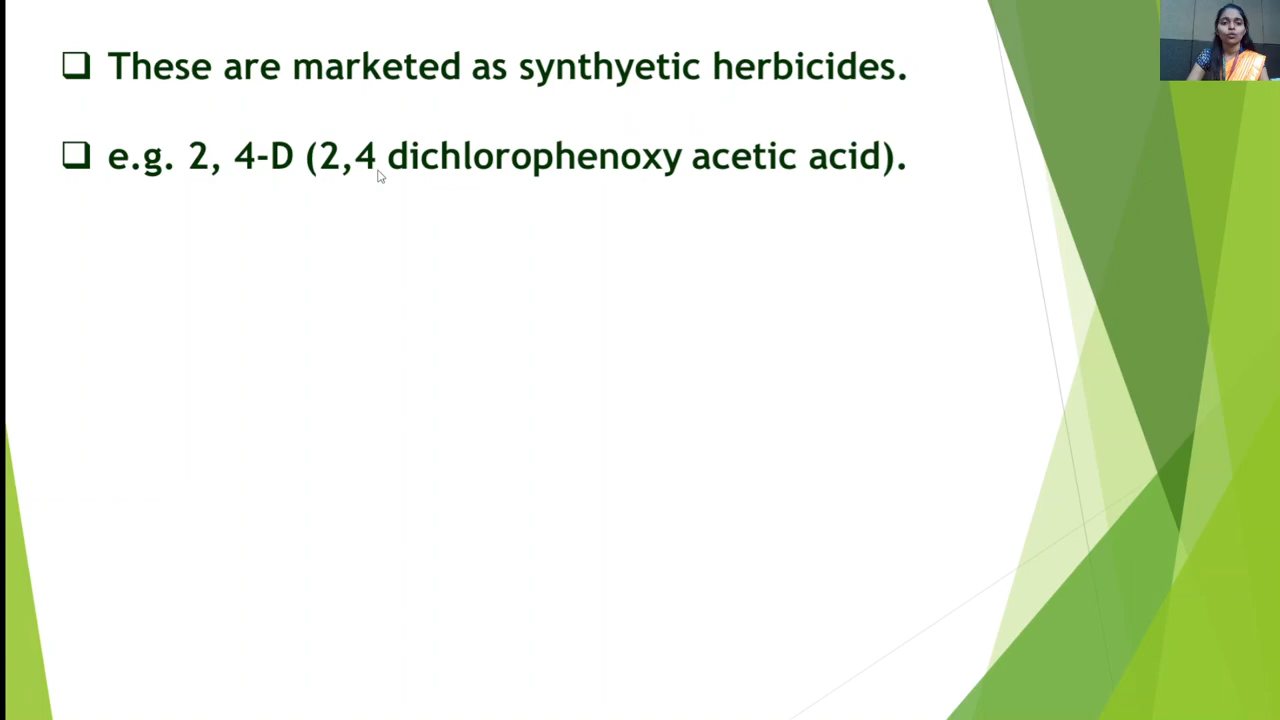 These are marketed as synthyetic herbicides.
e.g. 2, 4-D (2,4 dichlorophenoxy acetic acid).